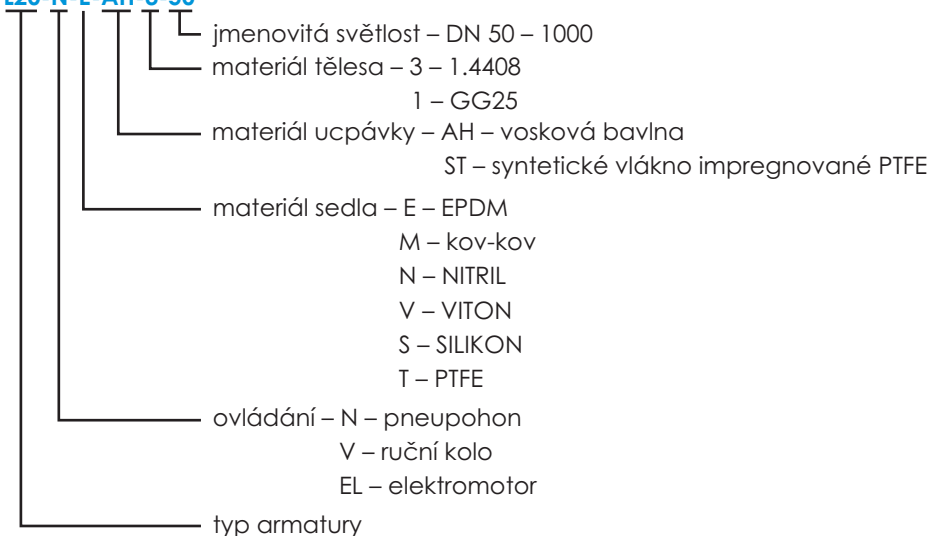 jmenovitá světlost – DN 50 – 1000
materiál tělesa – 3 – 1.4408
1 – GG25
materiál ucpávky – AH – vosková bavlna
ST – syntetické vlákno impregnované PTFE
materiál sedla – E – EPDM
M – kov-kov
N – NITRIL
V – VITON
S – SILIKON
T – PTFE
ovládání – N – pneupohon
V – ruční kolo
EL – elektromotor
typ armatury